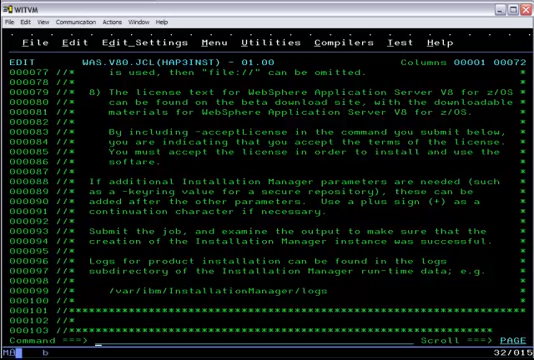 WITVM
File Edit View Communication Actions Window Help
File Edit Edit_Settings Menu Utilities Compilers Test Help
EDIT WAS.V80.JCL(HAP3INST) - 01.00 Columns 00001 00072
000077 //* is used, then "file://" can be omitted. *
000078 //* *
000079 //* 8) The license text for WebSphere Application Server V8 for z/OS *
000080 //* can be found on the beta download site, with the downloadable *
000081 //* materials for WebSphere Application Server V8 for z/OS. *
000082 //* *
000083 //* By including -acceptLicense in the command you submit below, *
000084 //* you are indicating that you accept the terms of the license. *
000085 //* You must accept the license in order to install and use the *
000086 //* softare. *
000087 //* *
000088 //* If additional Installation Manager parameters are needed (such *
000089 //* as a -keyring value for a secure repository), these can be *
000090 //* added after the other parameters. Use a plus sign (+) as a *
000091 //* continuation character if necessary. *
000092 //* *
000093 //* Submit the job, and examine the output to make sure that the *
000094 //* creation of the Installation Manager instance was successful. *
000095 //* *
000096 //* Logs for product installation can be found in the logs *
000097 //* subdirectory of the Installation Manager run-time data; e.g. *
000098 //* *
000099 //* /var/ibm/InstallationManager/logs *
000100 //* *
000101 //*******************************************************************
000102 //*
000103 //**************************************************************
Command ===> Scroll ===> PAGE
b 32/015